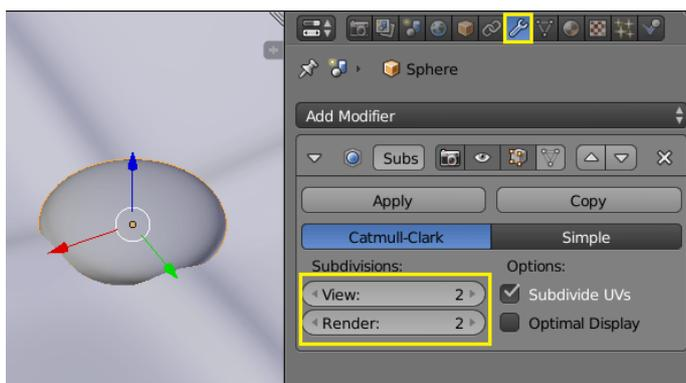 Sphere
Add Modifier
Subs
Apply Copy
Catmull-Clark Simple
Subdivisions: Options:
View: 2 Subdivide UVs
Render: 2 Optimal Display